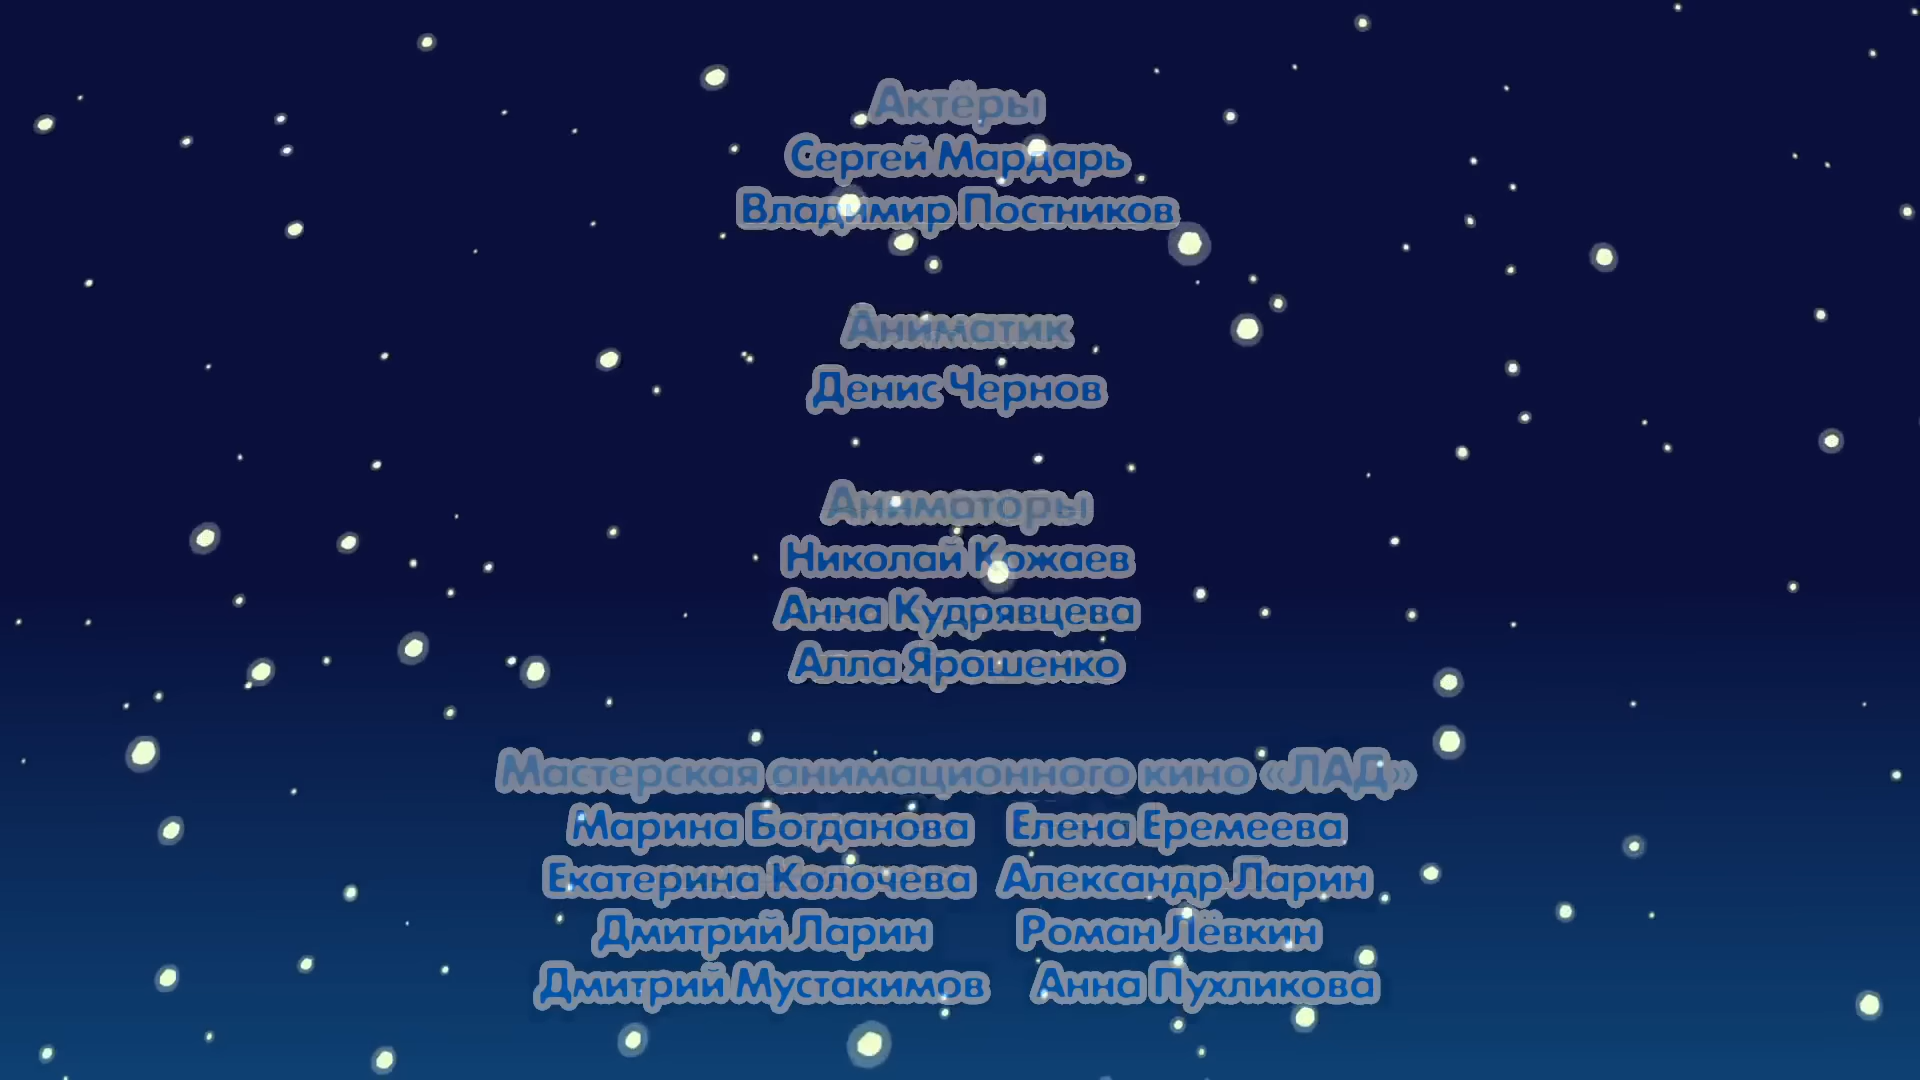 Актёры
Сергей Мардарь
Владимир Постников
Аниматик
Денис Чернов
Аниматоры
Николай Кожаев
Анна Кудрявцева
Алла Ярошенко
Мастерская анимационного кино «ЛАД»
Марина Богданова Елена Еремеева
Екатерина Колочева Александр Ларин
Дмитрий Ларин Роман Лёвкин
Дмитрий Мустакимов Анна Пухликова